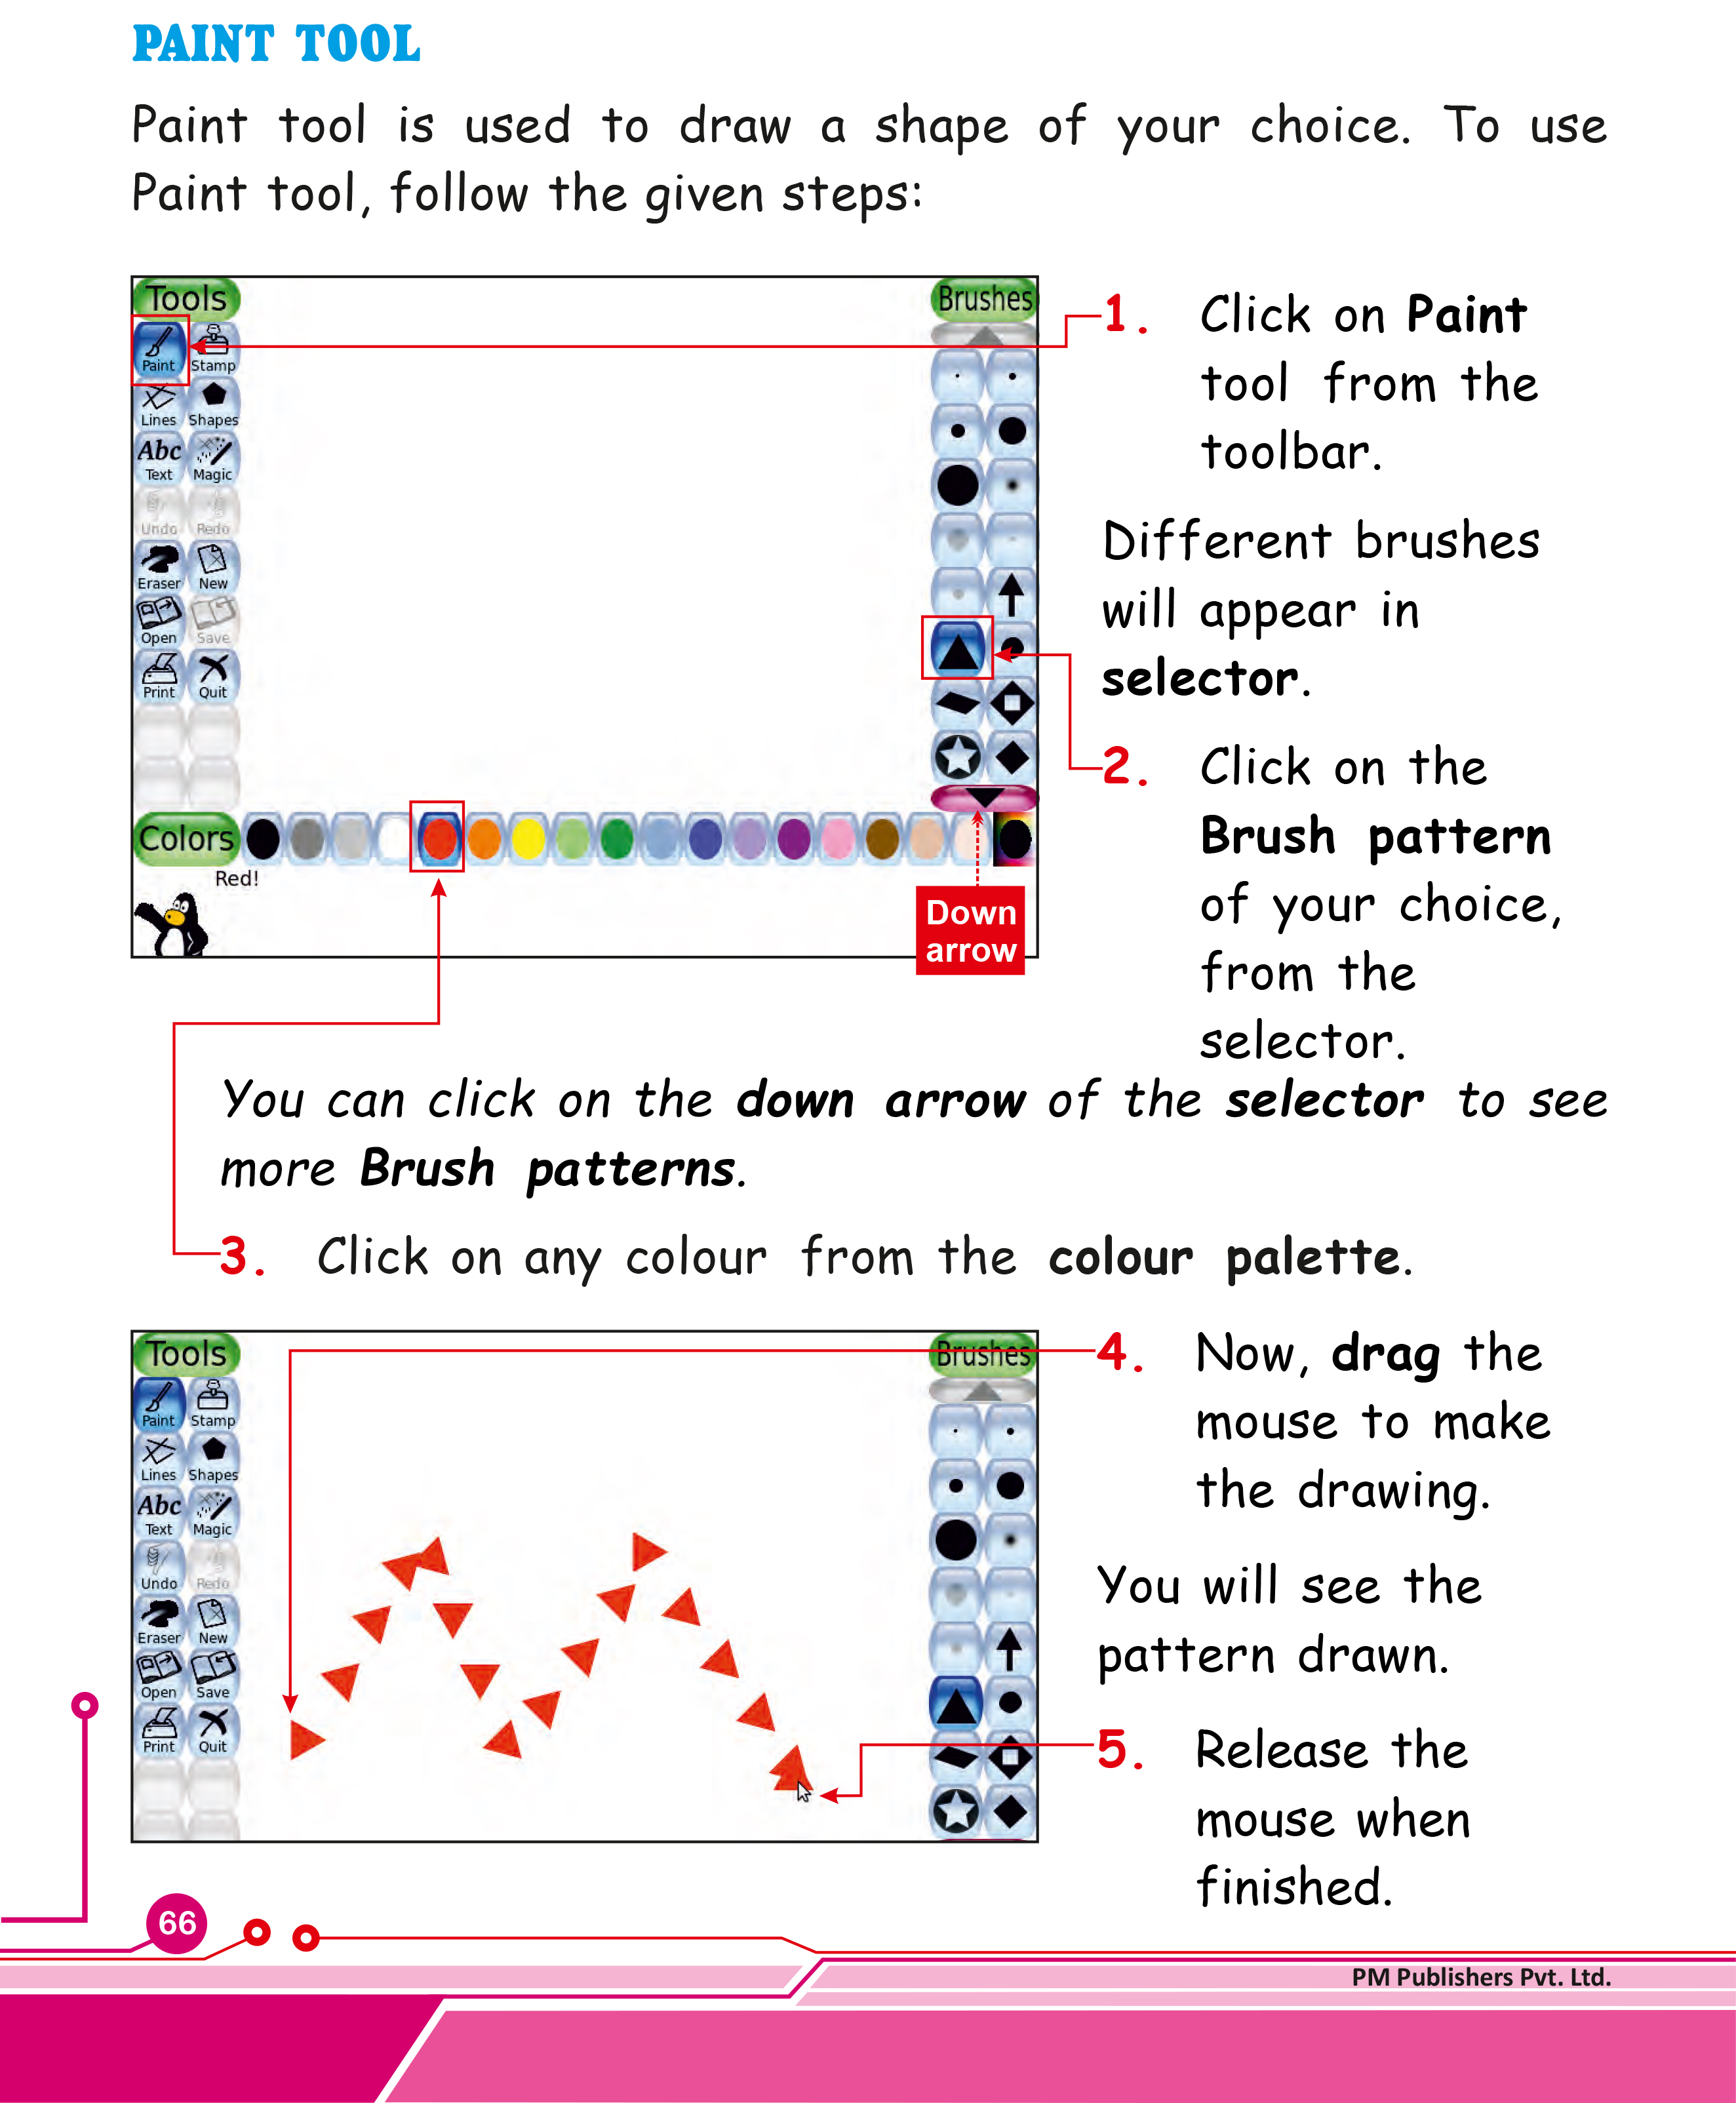 PAINT TOOL
Paint tool is used to draw a shape of your choice. To use
Paint tool, follow the given steps:
Tools
Brushes
Paint Stamp
Lines Shapes
Abc
Text Magic
Undo Redo
Eraser New
Open Save
Print Quit
Colors
Red!
Down
arrow
1. Click on Paint
tool from the
toolbar.
Different brushes
will appear in
selector.
2. Click on the
Brush pattern
of your choice,
from the
selector.
You can click on the down arrow of the selector to see
more Brush patterns.
3. Click on any colour from the colour palette.
Tools
Brushes
Paint Stamp
Lines Shapes
Abc
Text Magic
Undo Redo
Eraser New
Open Save
Print Quit
4. Now, drag the
mouse to make
the drawing.
You will see the
pattern drawn.
5. Release the
mouse when
finished.
66
PM Publishers Pvt. Ltd.